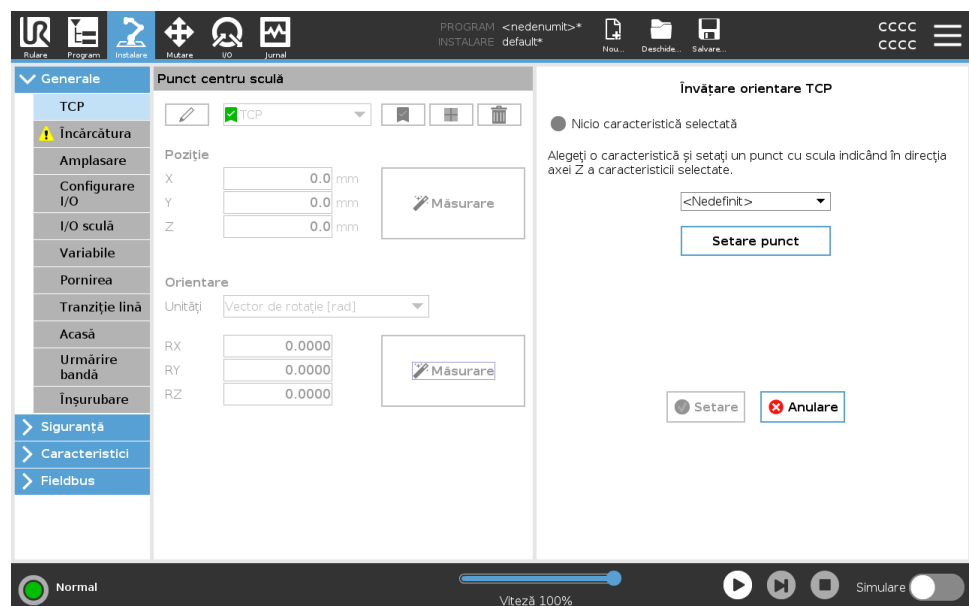 PROGRAM <nedenumit>*
INSTALARE default*
CCCC
CCCC
Rulare Program Instalare Mutare I/O Jurnal Nou... Deschide... Salvare...
Generale
TCP
Încărcătura
Amplasare
Configurare
I/O
I/O sculă
Variabile
Pornirea
Tranziție lină
Acasă
Urmărire
bandă
Înșurubare
Siguranță
Caracteristici
Fieldbus
Punct centru sculă
TCP
Poziție
X 0.0 mm
Y 0.0 mm
Z 0.0 mm
Măsurare
Orientare
Unități Vector de rotație [rad]
RX 0.0000
RY 0.0000
RZ 0.0000
Măsurare
Învățare orientare TCP
Nicio caracteristică selectată
Alegeți o caracteristică și setați un punct cu scula indicând în direcția
axei Z a caracteristicii selectate.
<Nedefinit>
Setare punct
Setare Anulare
Normal
Viteză 100%
Simulare